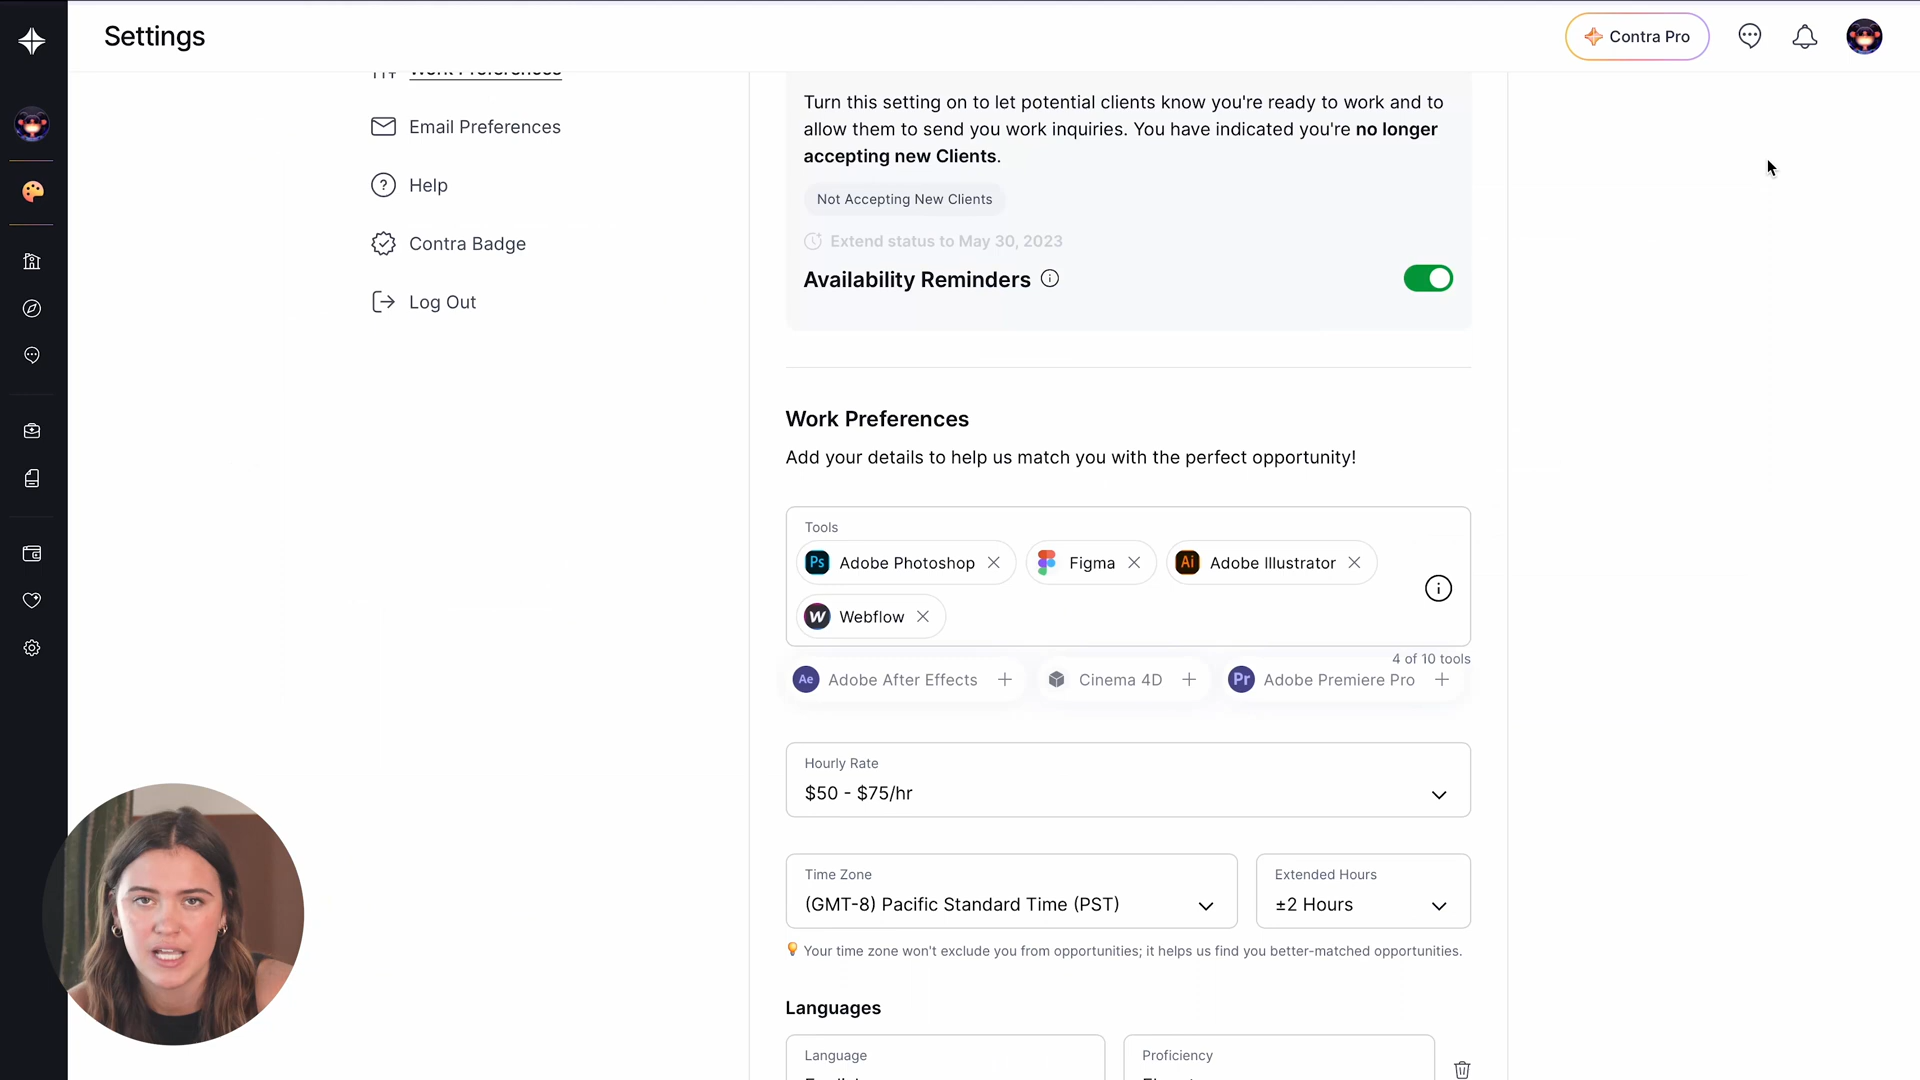 Settings
Contra Pro
Work Preferences
Email Preferences
Help
Contra Badge
Log Out
Turn this setting on to let potential clients know you're ready to work and to
allow them to send you work inquiries. You have indicated you're no longer
accepting new Clients.
Not Accepting New Clients
Extend status to May 30, 2023
Availability Reminders
Work Preferences
Add your details to help us match you with the perfect opportunity!
Tools
Ps Adobe Photoshop
Figma
Ai Adobe Illustrator
W Webflow
4 of 10 tools
Ae Adobe After Effects
Cinema 4D
Pr Adobe Premiere Pro
Hourly Rate
$50 - $75/hr
Time Zone
(GMT-8) Pacific Standard Time (PST)
Extended Hours
±2 Hours
Your time zone won't exclude you from opportunities; it helps us find you better-matched opportunities.
Languages
Language
Proficiency